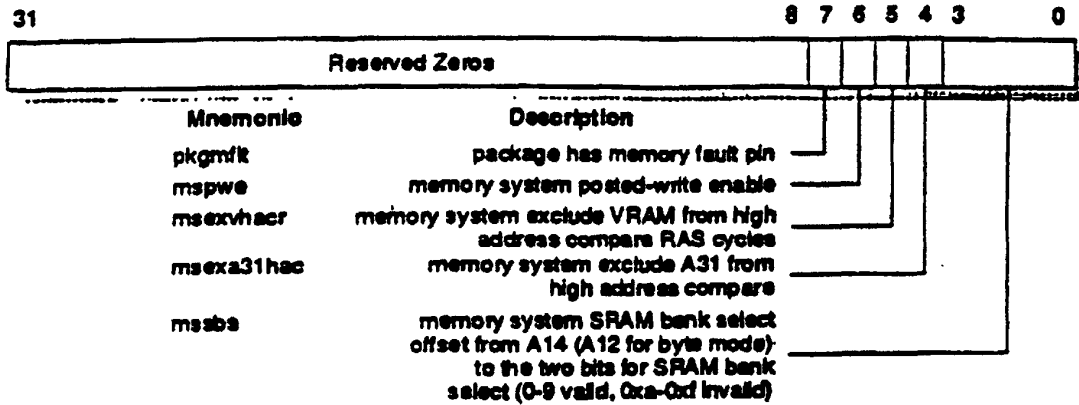 31 8 7 6 5 4 3 0
Reserved Zeros
Mnemonic Description
pkgmflt package has memory fault pin
mspwe memory system posted-write enable
msexvhacr memory system exclude VRAM from high
address compare RAS cycles
msexa31hac memory system exclude A31 from
high address compare
mssbs memory system SRAM bank select
offset from A14 (A12 for byte mode)
to the two bits for SRAM bank
select (0-9 valid, 0xa-0xf invalid)